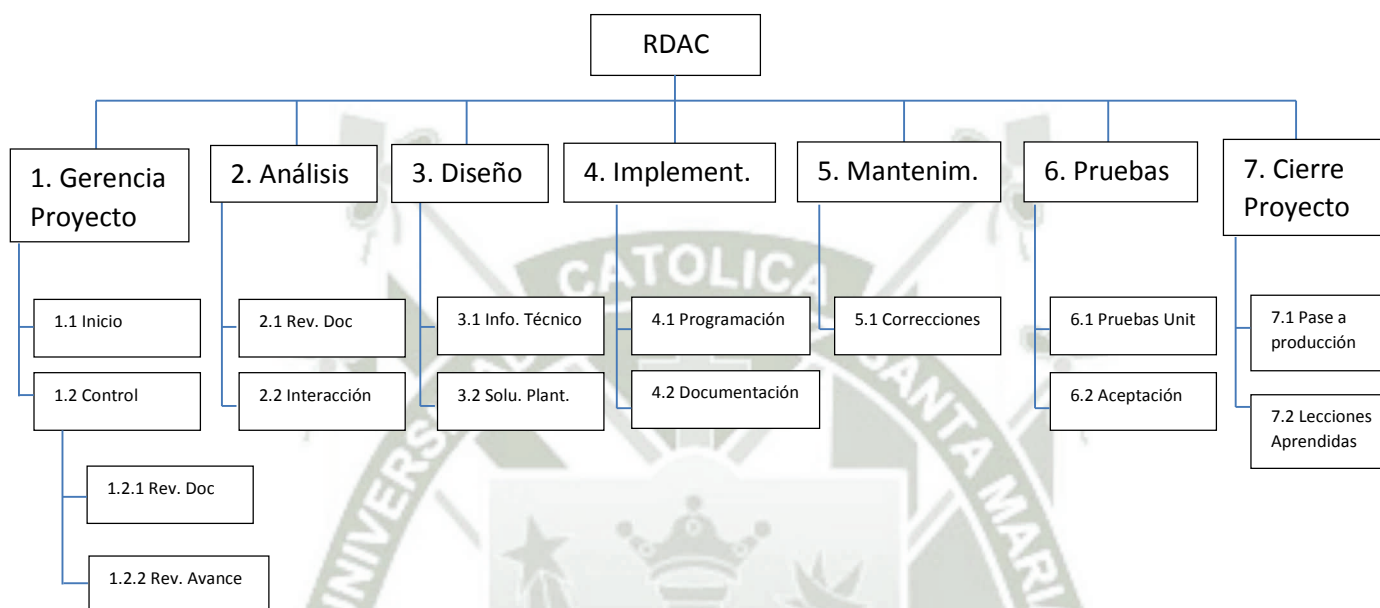 RDAC
1. Gerencia
Proyecto
2. Análisis
3. Diseño
4. Implement.
5. Mantenim.
6. Pruebas
7. Cierre
Proyecto
1.1 Inicio
2.1 Rev. Doc
3.1 Info. Técnico
4.1 Programación
5.1 Correcciones
6.1 Pruebas Unit
7.1 Pase a
producción
1.2 Control
2.2 Interacción
3.2 Solu. Plant.
4.2 Documentación
6.2 Aceptación
7.2 Lecciones
Aprendidas
1.2.1 Rev. Doc
1.2.2 Rev. Avance
CATOLICA
SANTA MARIA